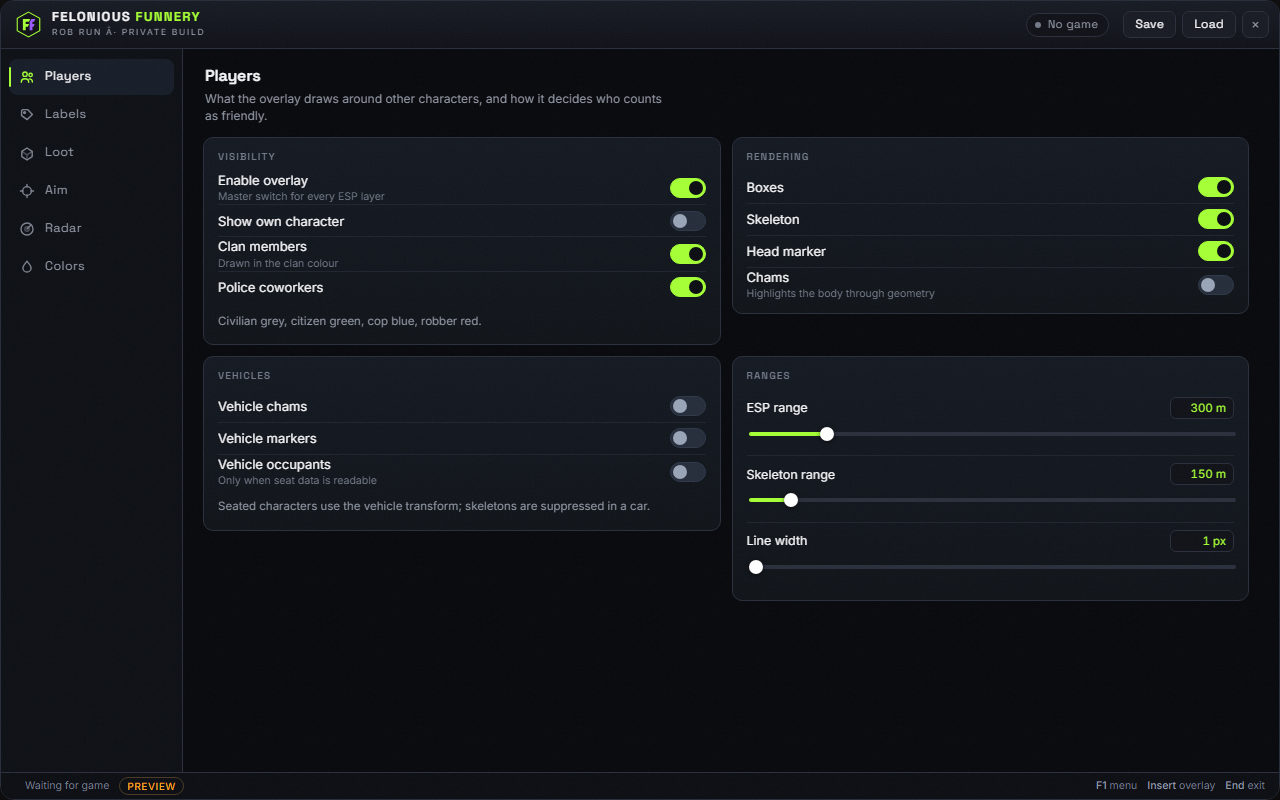 FELONIOUS FUNNERY
ROB RUN Â· PRIVATE BUILD
No game
Save
Load
×
Players
Labels
Loot
Aim
Radar
Colors
Players
What the overlay draws around other characters, and how it decides who counts
as friendly.
VISIBILITY
Enable overlay
Master switch for every ESP layer
Show own character
Clan members
Drawn in the clan colour
Police coworkers
Civilian grey, citizen green, cop blue, robber red.
RENDERING
Boxes
Skeleton
Head marker
Chams
Highlights the body through geometry
VEHICLES
Vehicle chams
Vehicle markers
Vehicle occupants
Only when seat data is readable
Seated characters use the vehicle transform; skeletons are suppressed in a car.
RANGES
ESP range
300 m
Skeleton range
150 m
Line width
1 px
Waiting for game
PREVIEW
F1 menu
Insert overlay
End exit